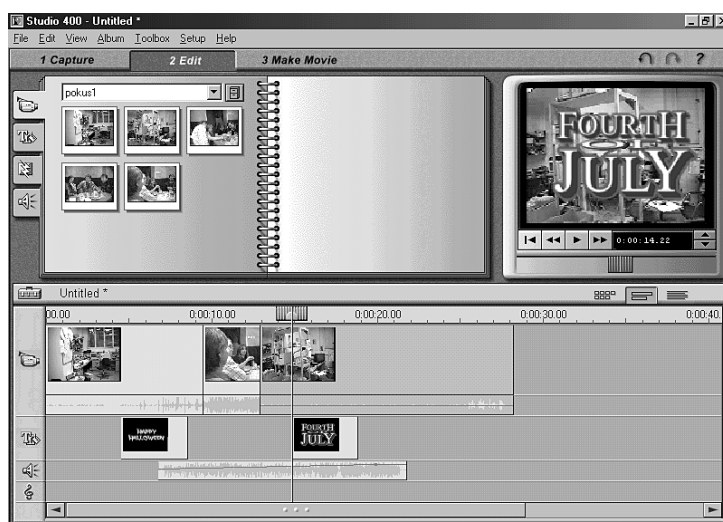 Studio 400 - Untitled *
File Edit View Album Toolbox Setup Help
1 Capture 2 Edit 3 Make Movie ?
pokus1
FOURTH
OF
JULY
0:00:14.22
Untitled *
00.00 0:00:10.00 0:00:20.00 0:00:30.00 0:00:40.
HAPPY
HALLOWEEN
FOURTH
OF
JULY